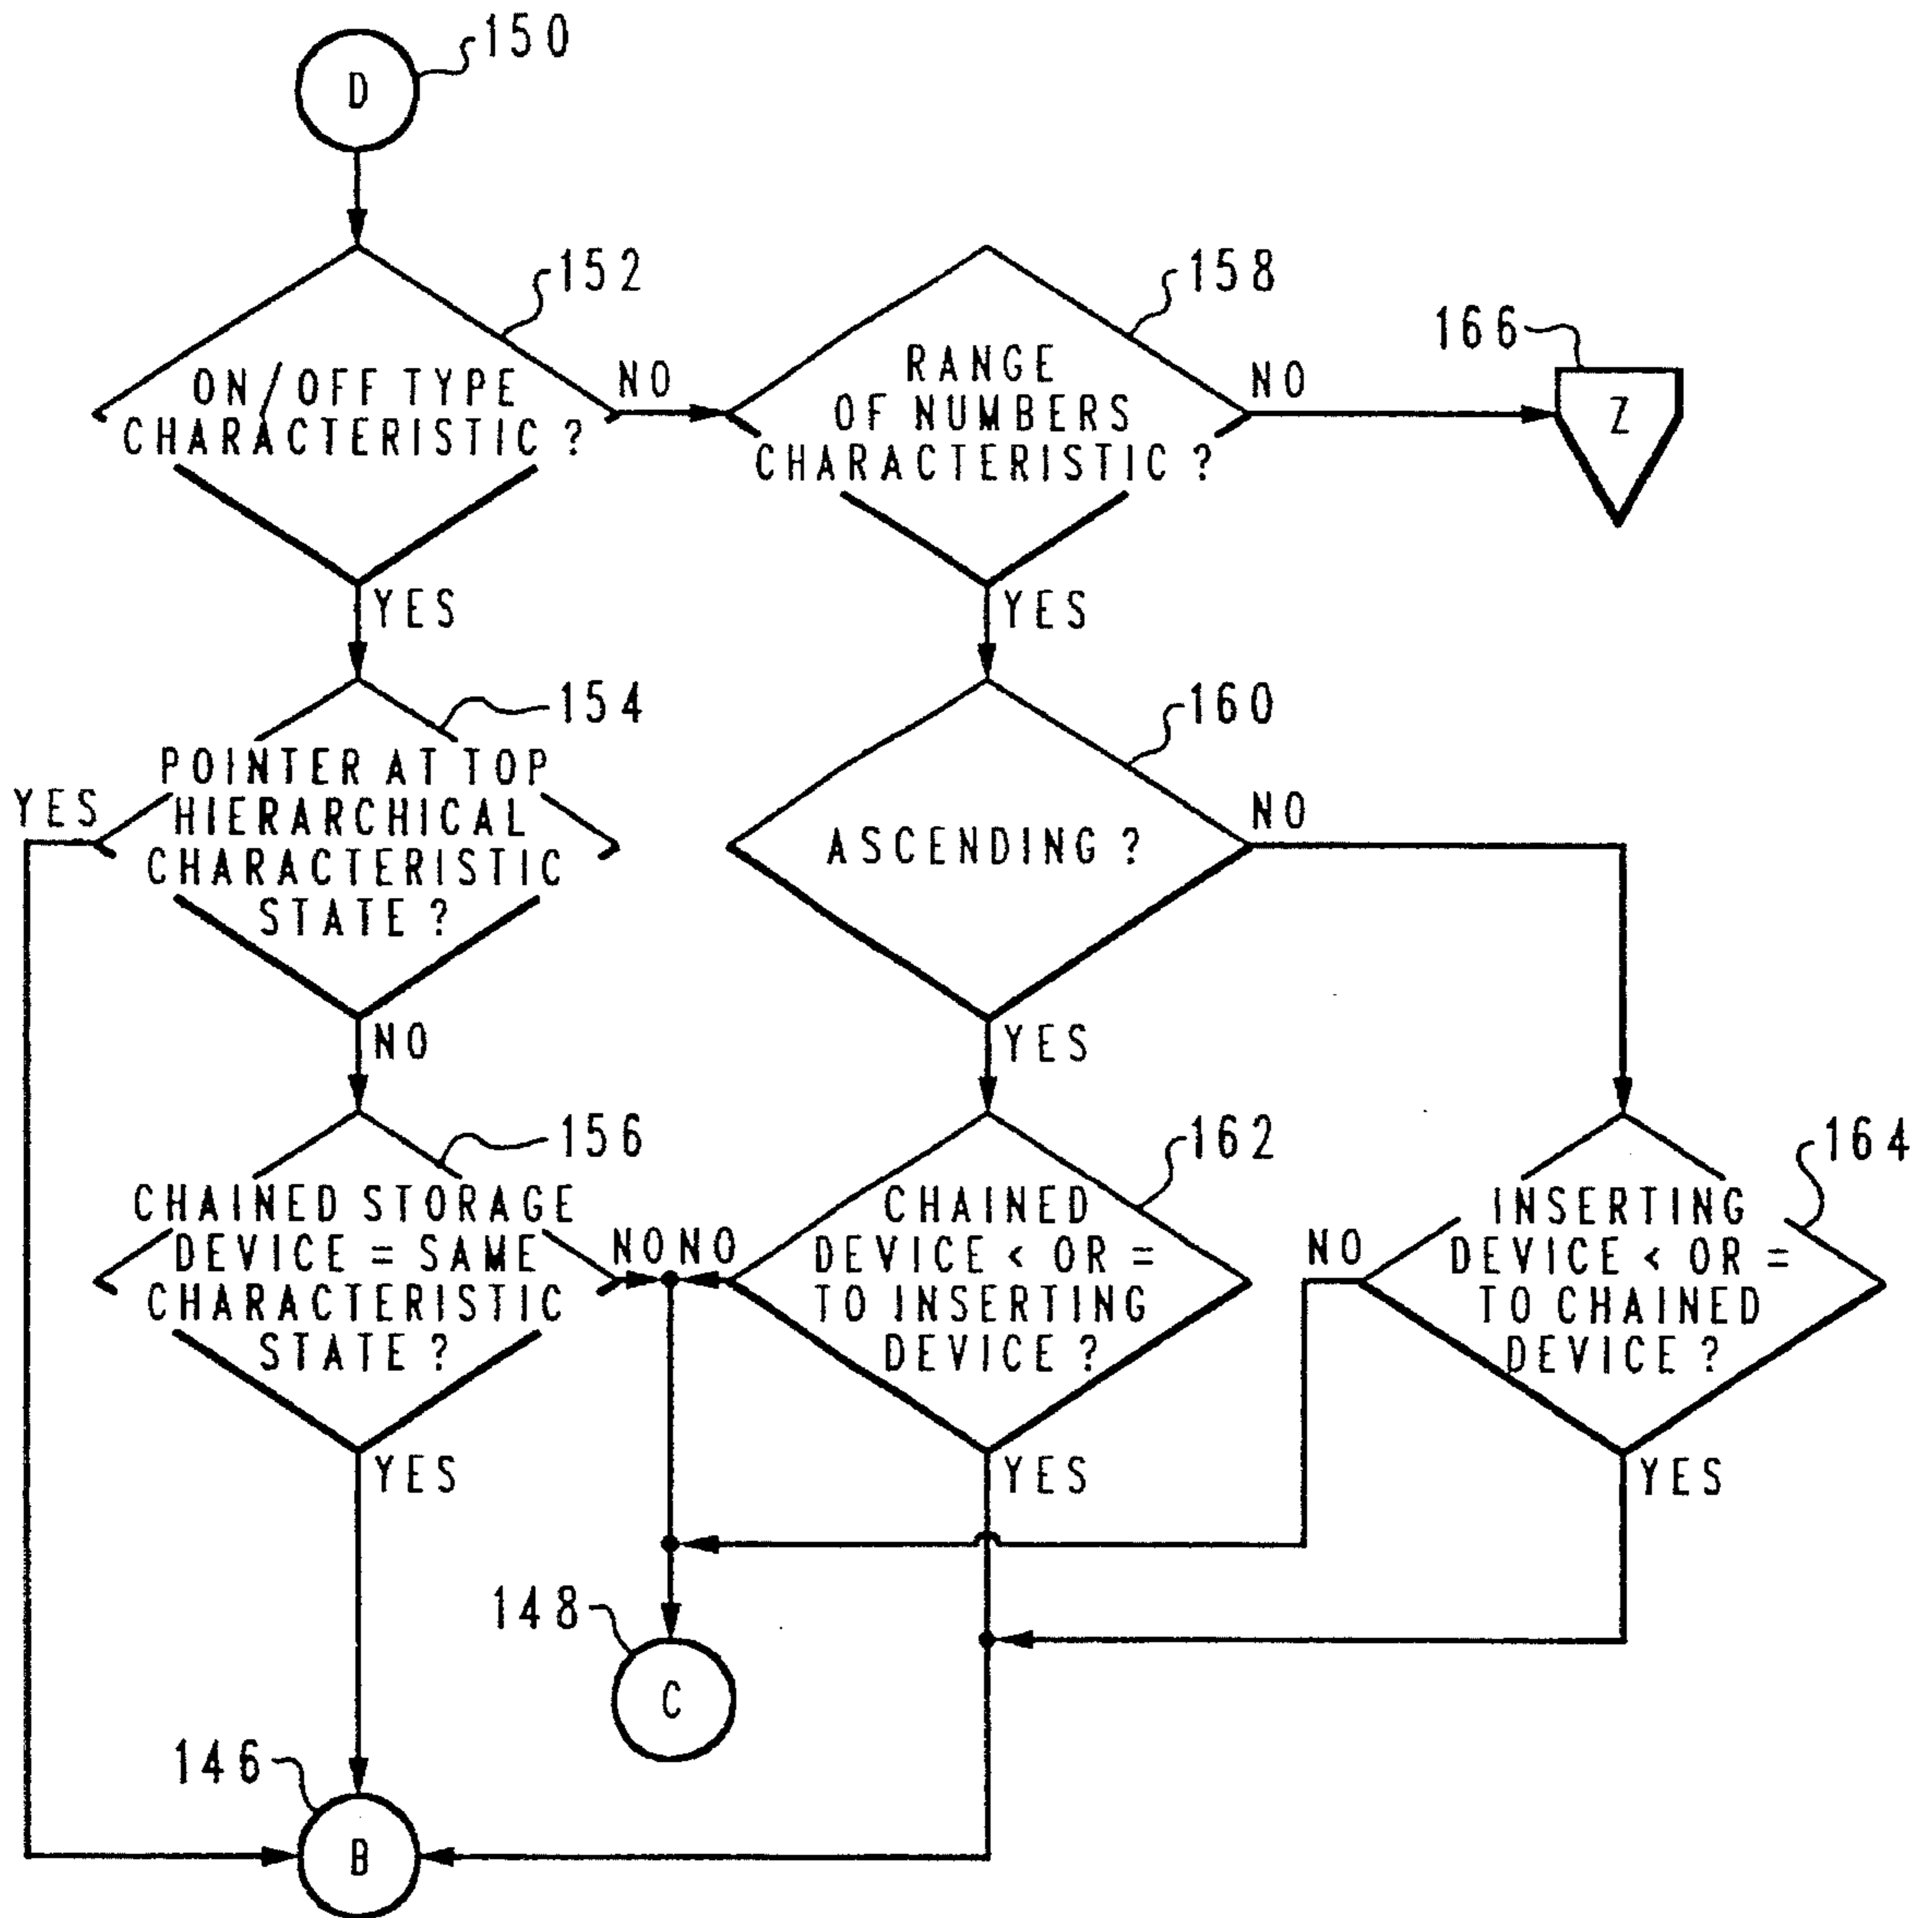 150
D
152
ON/OFF TYPE
CHARACTERISTIC ?
NO
YES
158
RANGE
OF NUMBERS
CHARACTERISTIC ?
NO
YES
166
Z
154
POINTER AT TOP
HIERARCHICAL
CHARACTERISTIC
STATE ?
YES
NO
160
ASCENDING ?
NO
YES
156
CHAINED STORAGE
DEVICE = SAME
CHARACTERISTIC
STATE ?
NO
YES
162
CHAINED
DEVICE < OR =
TO INSERTING
DEVICE ?
NO
YES
164
INSERTING
DEVICE < OR =
TO CHAINED
DEVICE ?
NO
YES
148
C
146
B